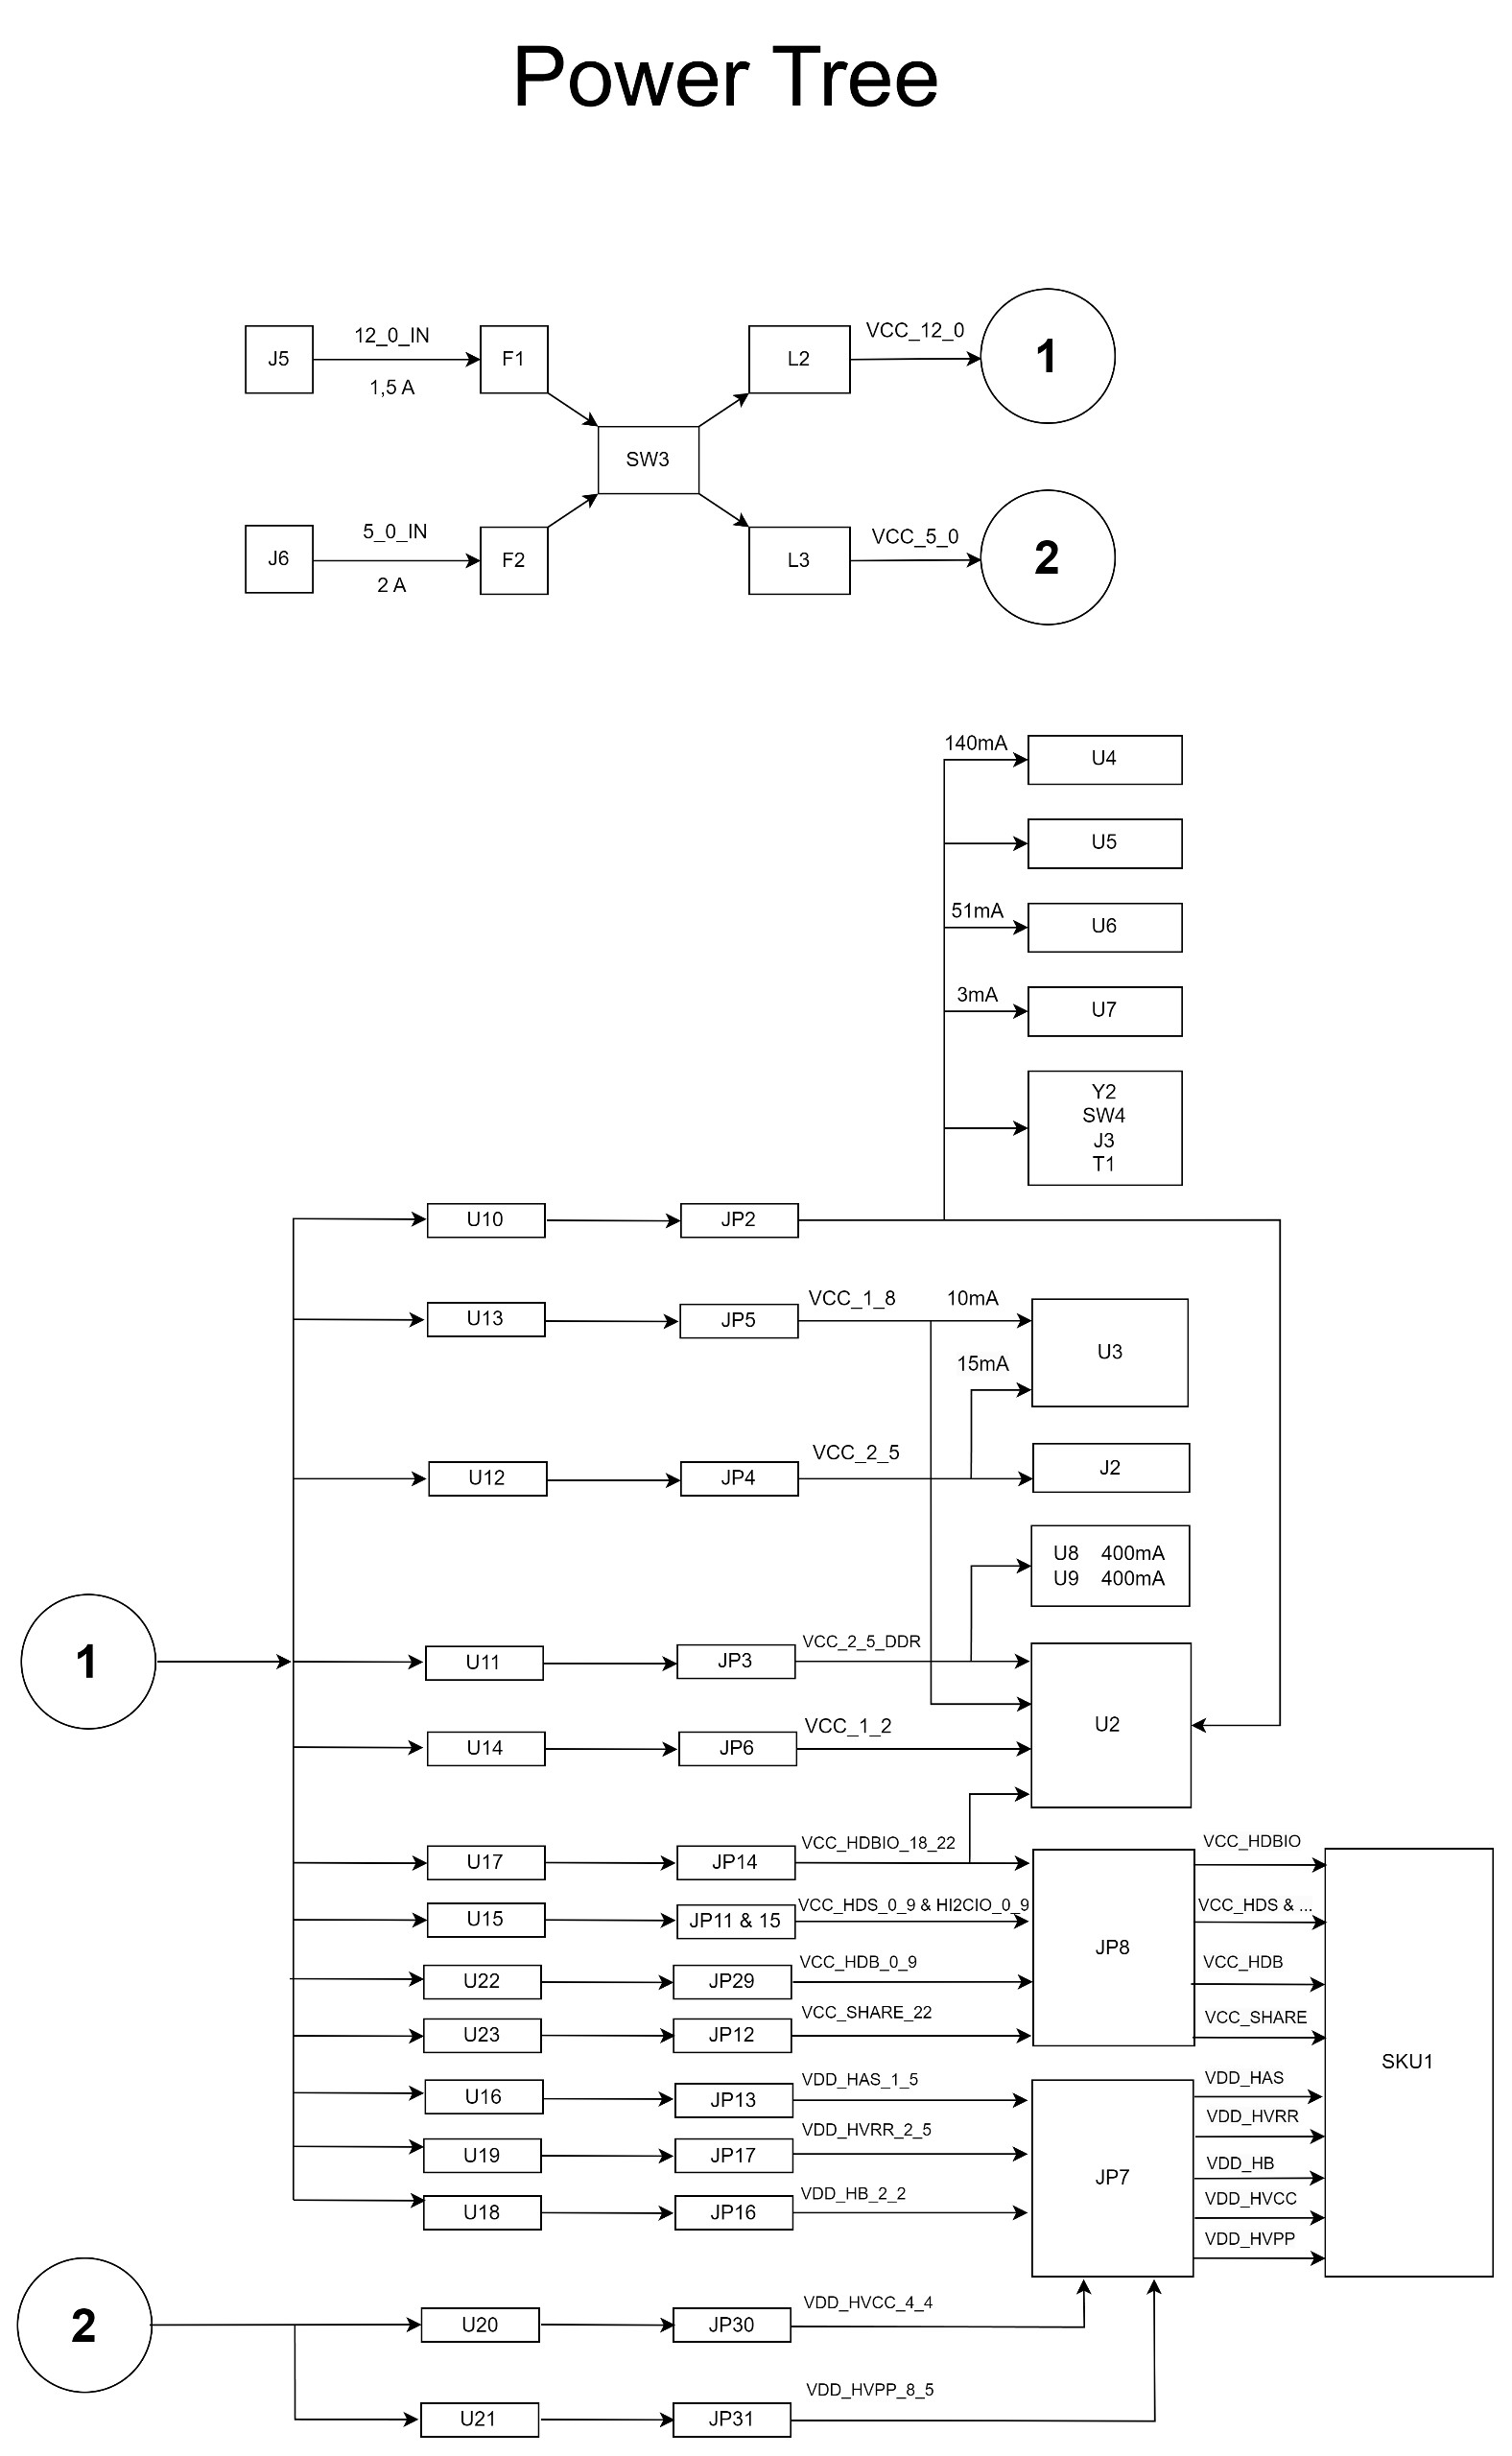 Power Tree
J5
12_0_IN
1,5 A
F1
L2
VCC_12_0
1
SW3
J6
5_0_IN
2 A
F2
L3
VCC_5_0
2
140mA
U4
U5
51mA
U6
3mA
U7
Y2
SW4
J3
T1
U10
JP2
U13
JP5
VCC_1_8
10mA
U3
15mA
U12
JP4
VCC_2_5
J2
U8 400mA
U9 400mA
1
U11
JP3
VCC_2_5_DDR
U2
U14
JP6
VCC_1_2
U17
JP14
VCC_HDBIO_18_22
VCC_HDBIO
U15
JP11 & 15
VCC_HDS_0_9 & HI2CIO_0_9
JP8
VCC_HDS & ...
U22
JP29
VCC_HDB_0_9
VCC_HDB
U23
JP12
VCC_SHARE_22
VCC_SHARE
SKU1
U16
JP13
VDD_HAS_1_5
VDD_HAS
VDD_HVRR
U19
JP17
VDD_HVRR_2_5
JP7
VDD_HB
U18
JP16
VDD_HB_2_2
VDD_HVCC
VDD_HVPP
2
U20
JP30
VDD_HVCC_4_4
U21
JP31
VDD_HVPP_8_5